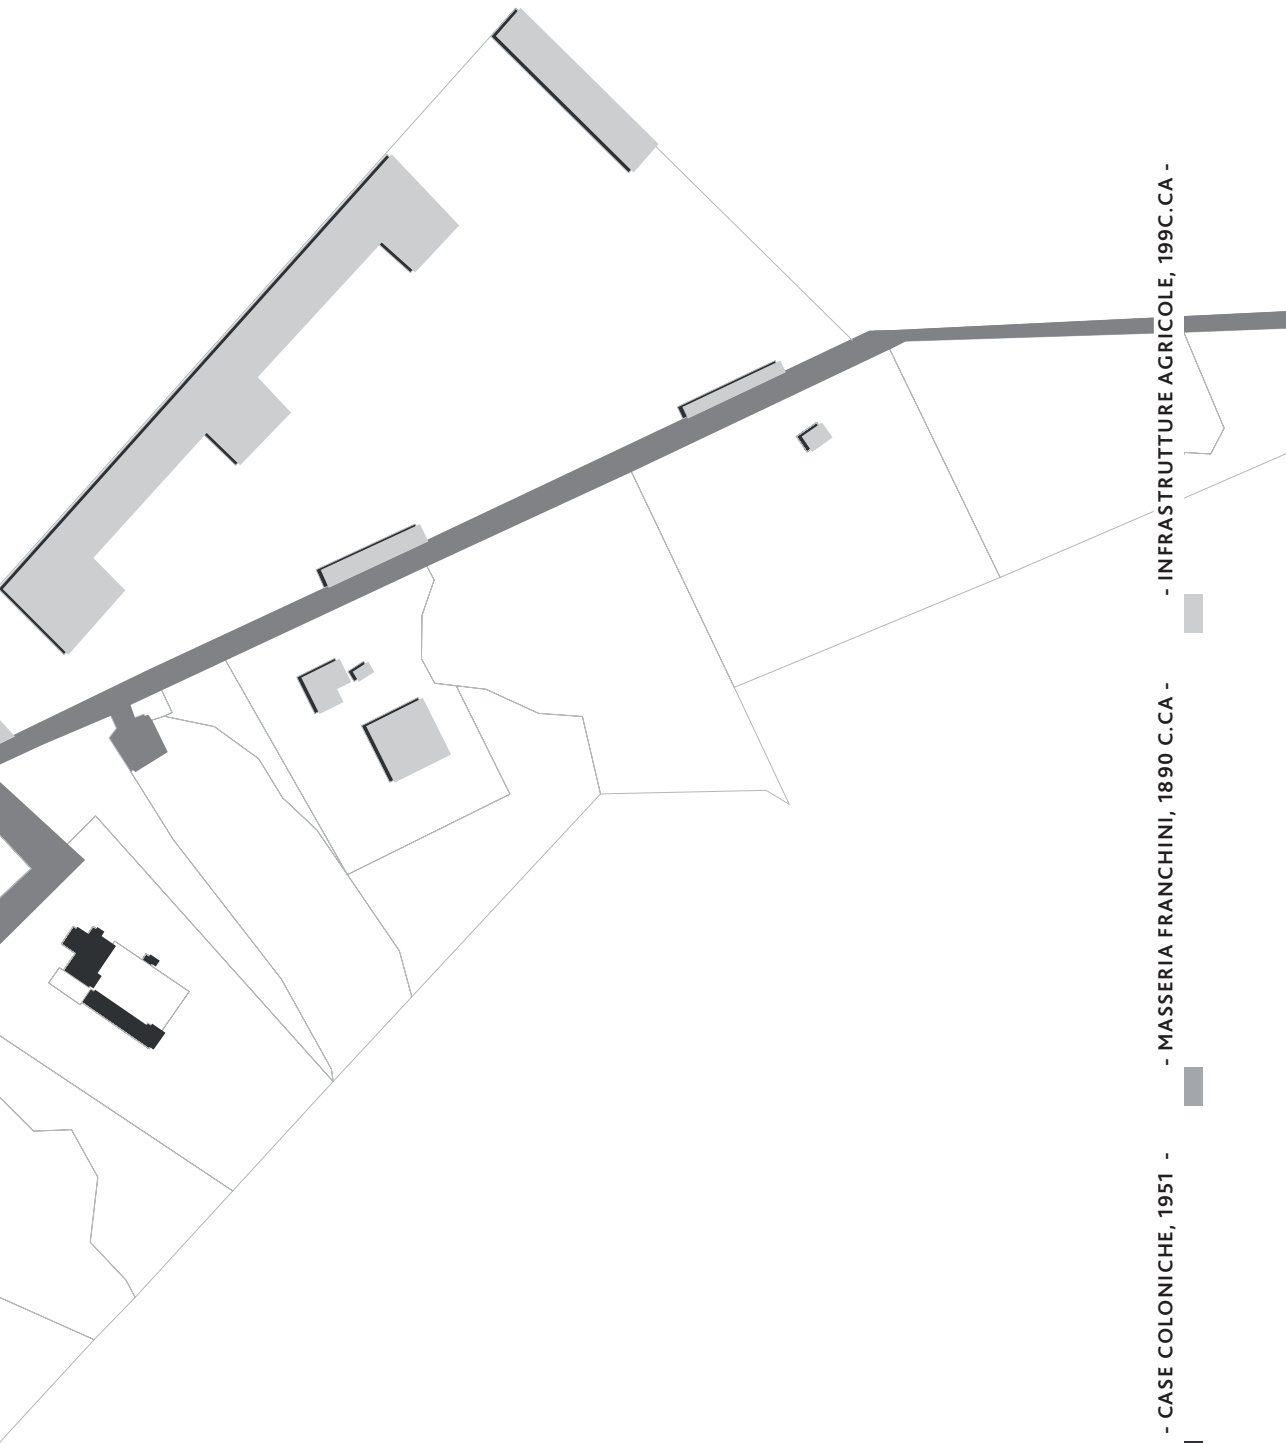 - INFRASTRUTTURE AGRICOLE, 199C.CA -
- MASSERIA FRANCHINI, 1890 C.CA -
- CASE COLONICHE, 1951 -